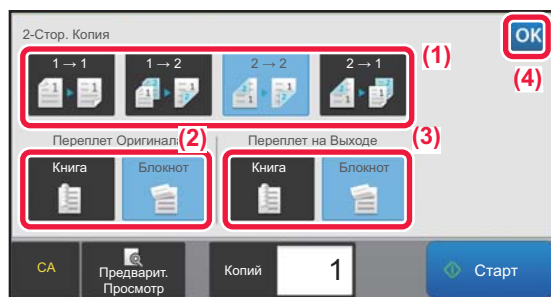 2-Стор. Копия
OK
(1)
(4)
1 → 1
1 → 2
2 → 2
2 → 1
Переплет Оригинала
(2)
Переплет на Выходе
(3)
Книга
Блокнот
Книга
Блокнот
CA
Предварит.
Просмотр
Копий
1
Старт